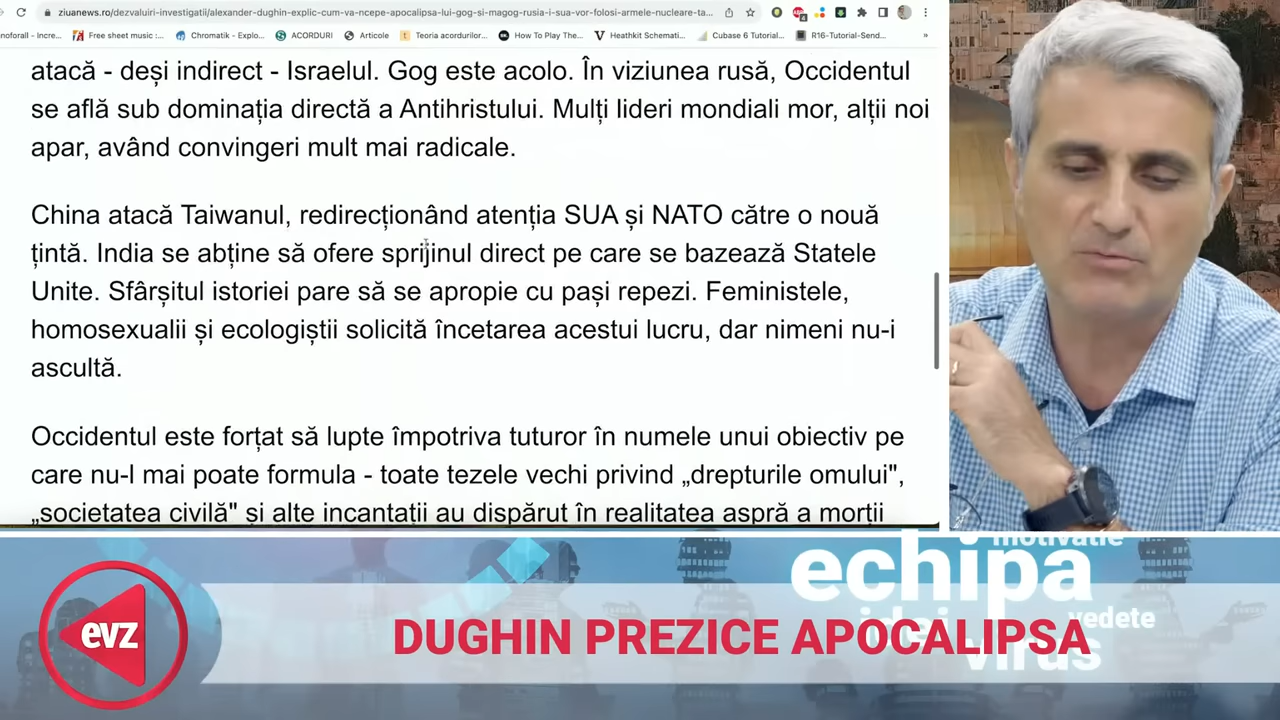 ziuanews.ro/dezvaluiri-investigatii/alexander-dughin-explic-cum-va-ncepe-apocalipsa-lui-gog-si-magog-rusia-i-sua-vor-folosi-armele-nucleare-ta...
noforall - Incre... Free sheet music :... Chromatik - Explo... ACORDURI Articole Teoria acordurilor... How To Play The... Heathkit Schemati... Cubase 6 Tutorial... R16-Tutorial-Send...
atacă - deși indirect - Israelul. Gog este acolo. În viziunea rusă, Occidentul
se află sub dominația directă a Antihristului. Mulți lideri mondiali mor, alții noi
apar, având convingeri mult mai radicale.
China atacă Taiwanul, redirecționând atenția SUA și NATO către o nouă
țintă. India se abține să ofere sprijinul direct pe care se bazează Statele
Unite. Sfârșitul istoriei pare să se apropie cu pași repezi. Feministele,
homosexualii și ecologiștii solicită încetarea acestui lucru, dar nimeni nu-i
ascultă.
Occidentul este forțat să lupte împotriva tuturor în numele unui obiectiv pe
care nu-l mai poate formula - toate tezele vechi privind „drepturile omului",
„societatea civilă" și alte incantații au dispărut în realitatea aspră a morții
motivatie
echipa
idei vedete
virus
evz
DUGHIN PREZICE APOCALIPSA